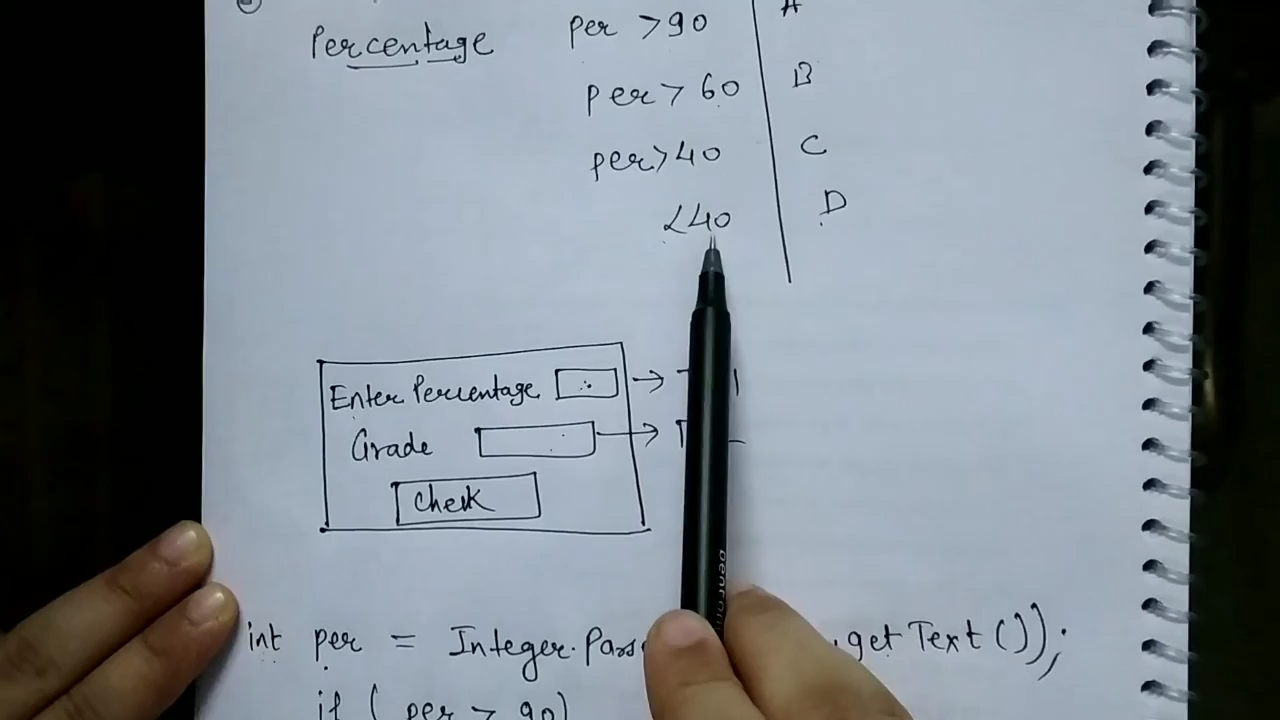 Percentage per >90 A
per > 60 B
per>40 C
<40 D
Enter Percentage →
Grade →
Check
int per = Integer.Pars .getText());
if ( per > 90)